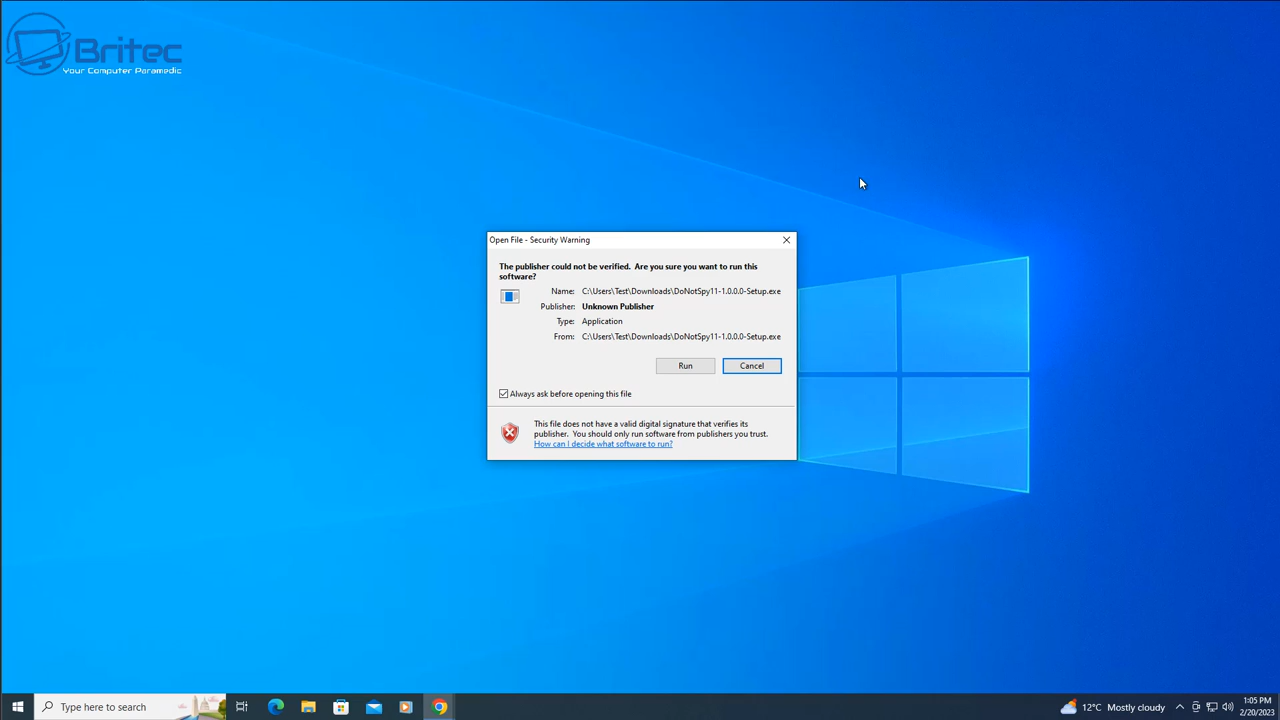 Britec
Your Computer Paramedic
Open File - Security Warning
The publisher could not be verified. Are you sure you want to run this
software?
Name: C:\Users\Test\Downloads\DoNotSpy11-1.0.0.0-Setup.exe
Publisher: Unknown Publisher
Type: Application
From: C:\Users\Test\Downloads\DoNotSpy11-1.0.0.0-Setup.exe
Run Cancel
Always ask before opening this file
This file does not have a valid digital signature that verifies its
publisher. You should only run software from publishers you trust.
How can I decide what software to run?
Type here to search
12°C Mostly cloudy
1:05 PM
2/20/2023